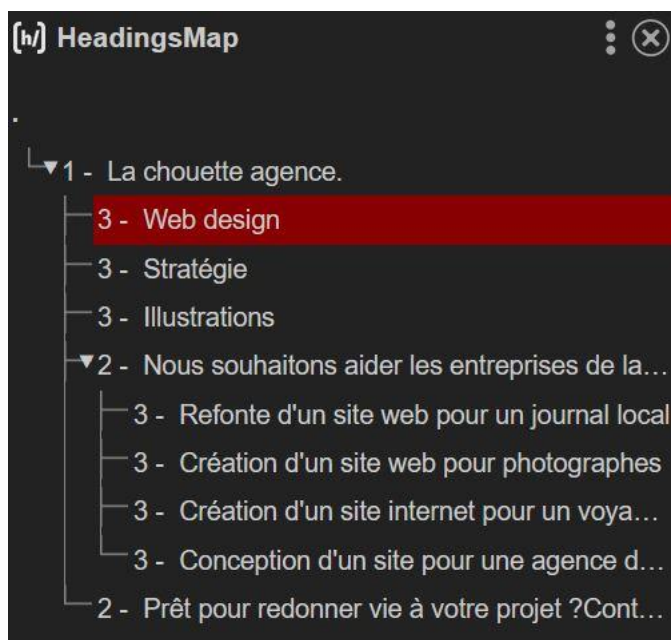 [h/] HeadingsMap
.
1 - La chouette agence.
3 - Web design
3 - Stratégie
3 - Illustrations
2 - Nous souhaitons aider les entreprises de la…
3 - Refonte d'un site web pour un journal local
3 - Création d'un site web pour photographes
3 - Création d'un site internet pour un voya…
3 - Conception d'un site pour une agence d…
2 - Prêt pour redonner vie à votre projet ?Cont…